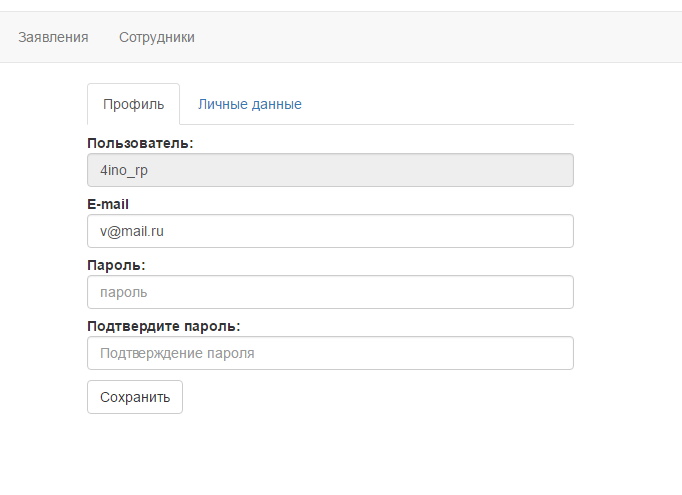 Заявления Сотрудники
Профиль Личные данные
Пользователь:
4ino_rp
E-mail
v@mail.ru
Пароль:
пароль
Подтвердите пароль:
Подтверждение пароля
Сохранить